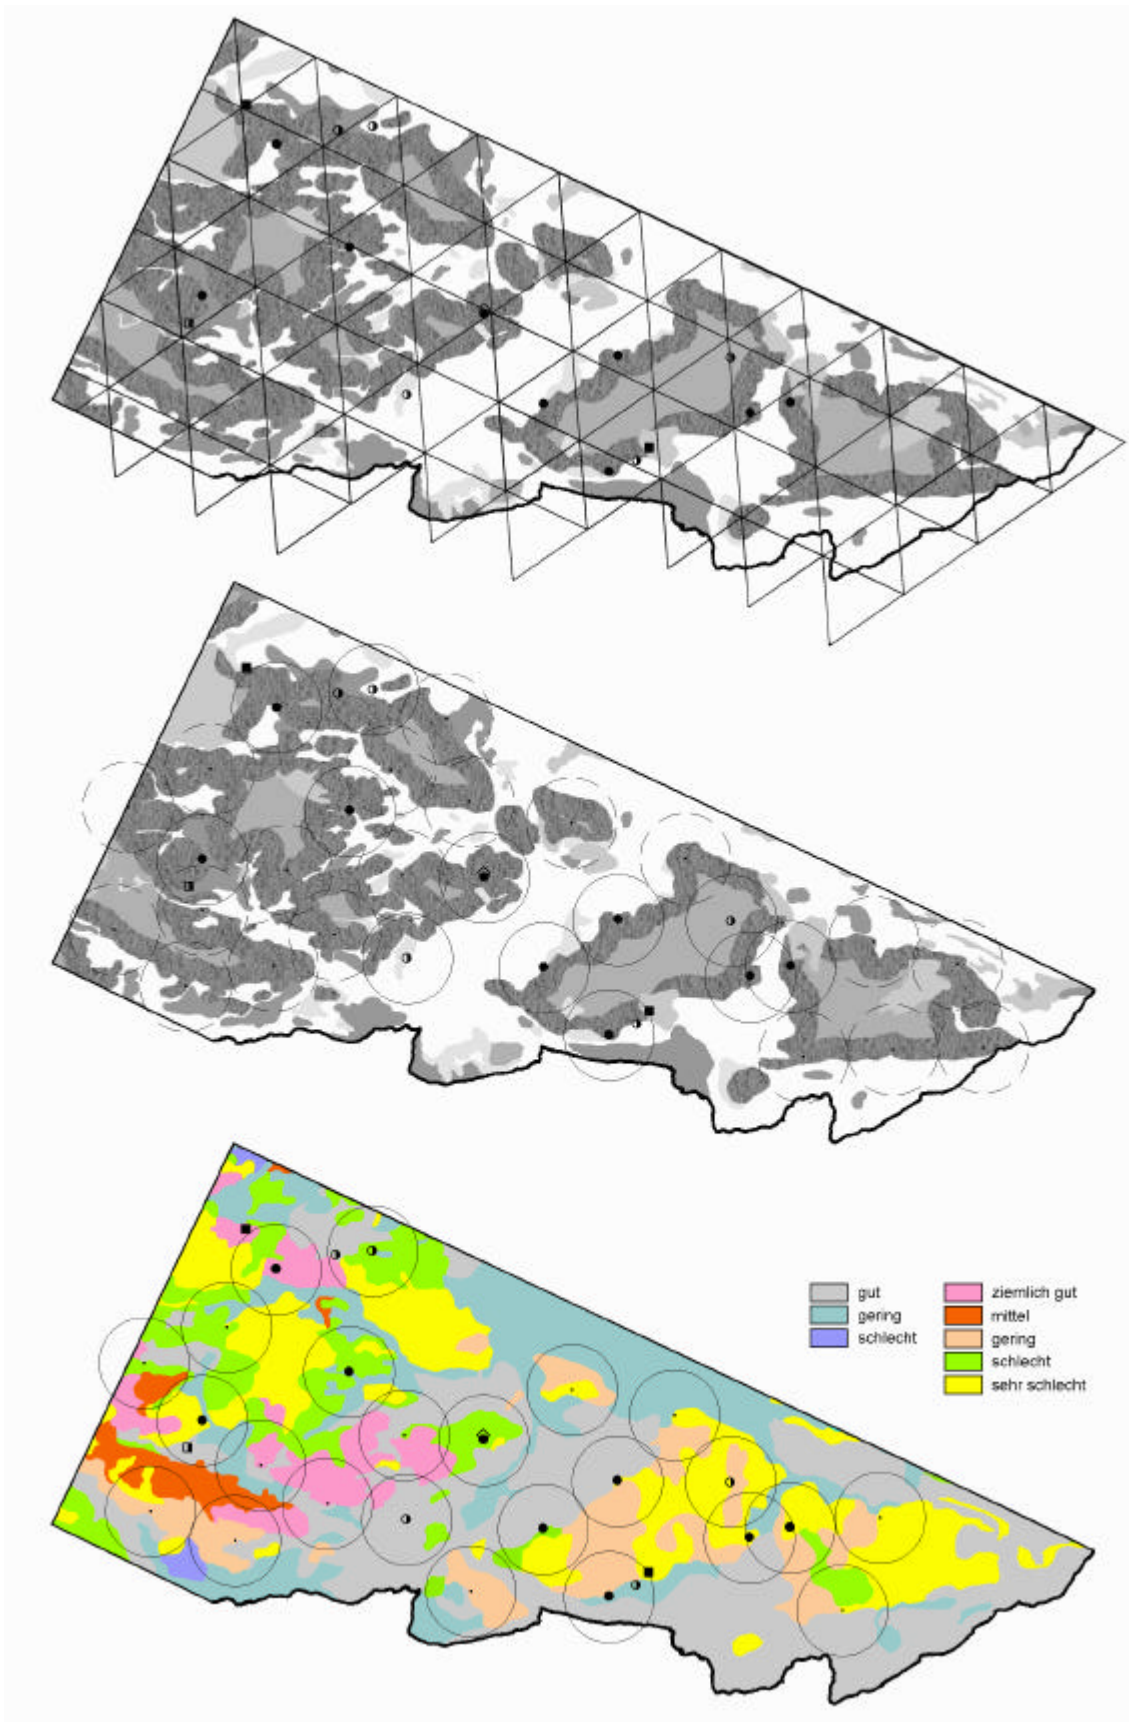 gut
gering
schlecht
ziemlich gut
mittel
gering
schlecht
sehr schlecht